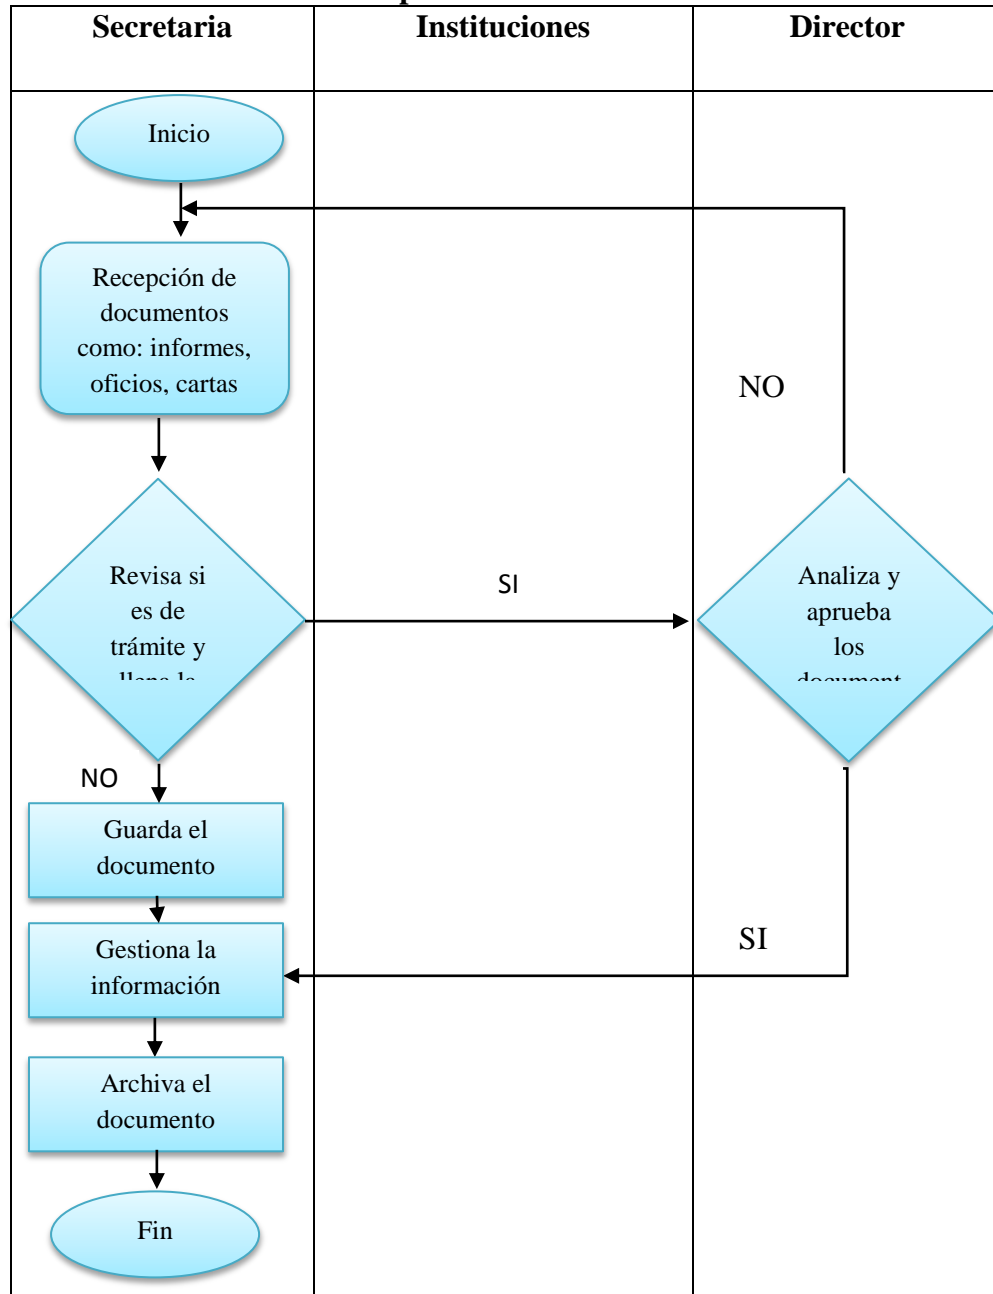 Secretaria
Instituciones
Director
Inicio
Recepción de
documentos
como: informes,
oficios, cartas
NO
Revisa si
es de
trámite y
SI
Analiza y
aprueba
los
NO
Guarda el
documento
Gestiona la
información
SI
Archiva el
documento
Fin